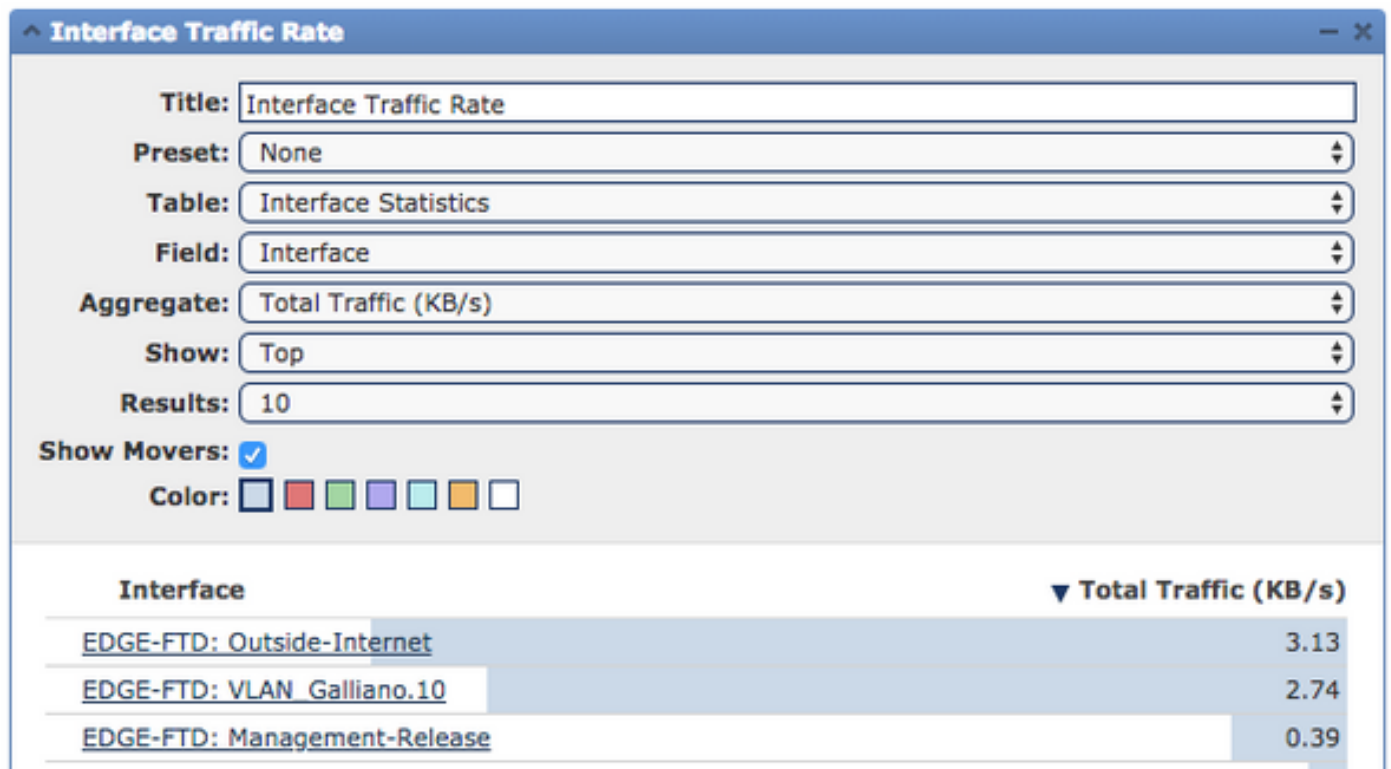 Interface Traffic Rate
Title: Interface Traffic Rate
Preset: None
Table: Interface Statistics
Field: Interface
Aggregate: Total Traffic (KB/s)
Show: Top
Results: 10
Show Movers:
Color:
Interface Total Traffic (KB/s)
EDGE-FTD: Outside-Internet 3.13
EDGE-FTD: VLAN_Galliano.10 2.74
EDGE-FTD: Management-Release 0.39